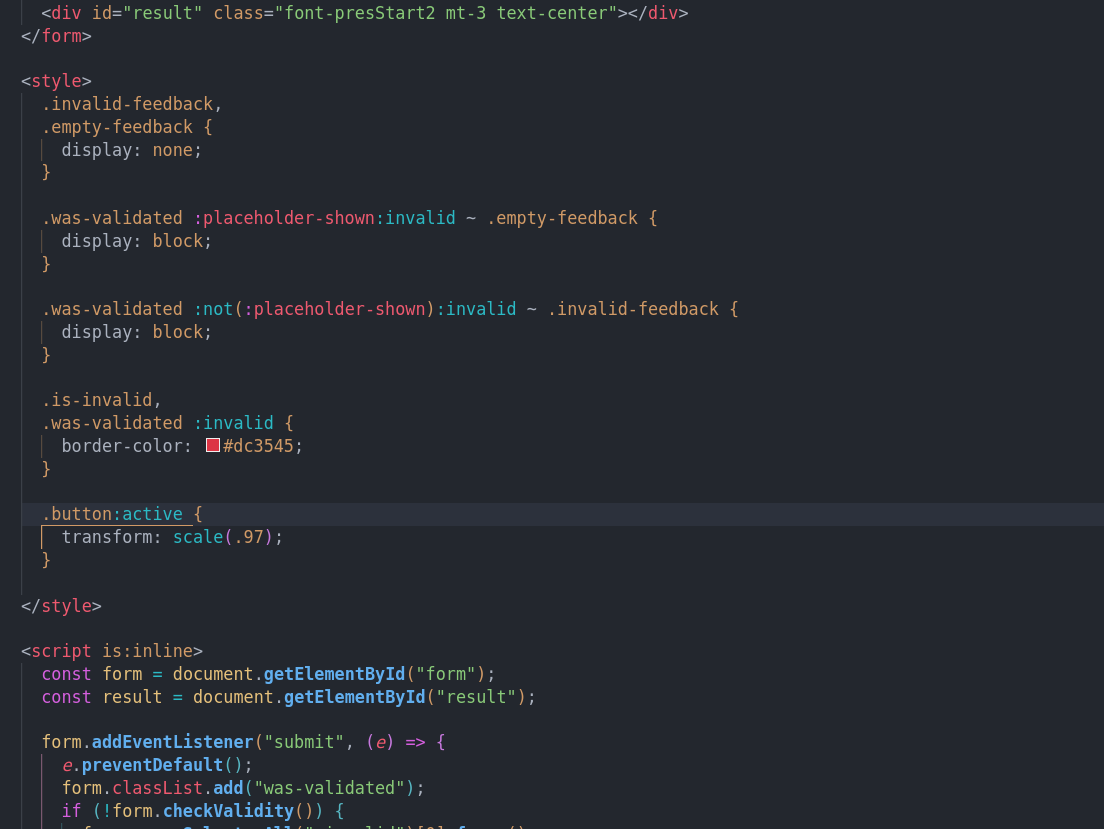 <div id="result" class="font-presStart2 mt-3 text-center"></div>
</form>
<style>
.invalid-feedback,
.empty-feedback {
display: none;
}
.was-validated :placeholder-shown:invalid ~ .empty-feedback {
display: block;
}
.was-validated :not(:placeholder-shown):invalid ~ .invalid-feedback {
display: block;
}
.is-invalid,
.was-validated :invalid {
border-color: #dc3545;
}
.button:active {
transform: scale(.97);
}
</style>
<script is:inline>
const form = document.getElementById("form");
const result = document.getElementById("result");
form.addEventListener("submit", (e) => {
e.preventDefault();
form.classList.add("was-validated");
if (!form.checkValidity()) {